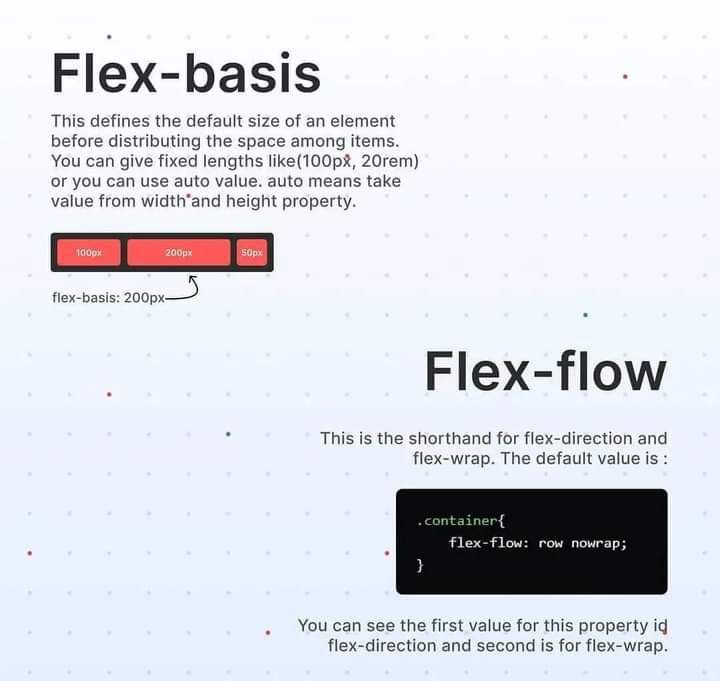 Flex-basis
This defines the default size of an element
before distributing the space among items.
You can give fixed lengths like(100px, 20rem)
or you can use auto value. auto means take
value from width and height property.
100px 200px 50px
flex-basis: 200px
Flex-flow
This is the shorthand for flex-direction and
flex-wrap. The default value is :
.container{
flex-flow: row nowrap;
}
You can see the first value for this property iq
flex-direction and second is for flex-wrap.